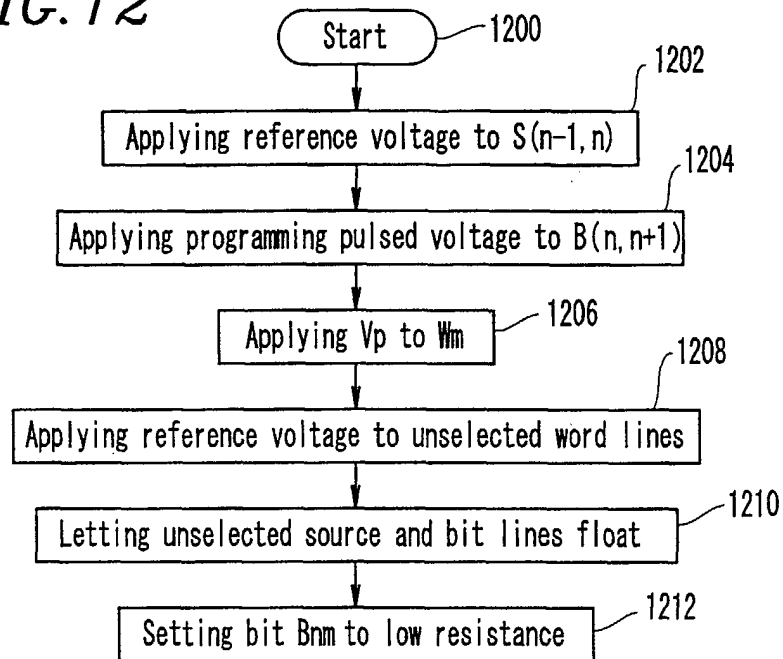 IG. 12
Start
1200
1202
Applying reference voltage to S(n-1, n)
1204
Applying programming pulsed voltage to B(n, n+1)
1206
Applying Vp to Wm
1208
Applying reference voltage to unselected word lines
1210
Letting unselected source and bit lines float
1212
Setting bit Bnm to low resistance